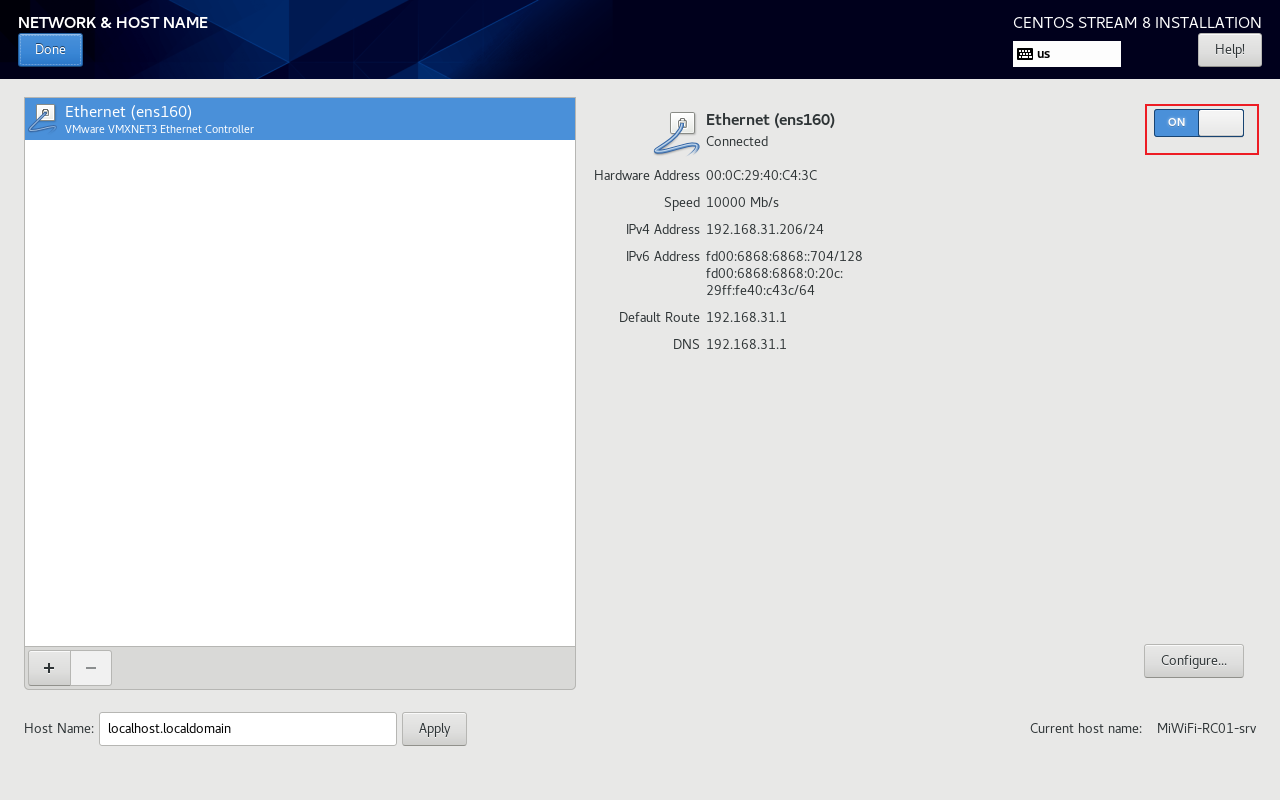 NETWORK & HOST NAME
Done
CENTOS STREAM 8 INSTALLATION
us
Help!
Ethernet (ens160)
VMware VMXNET3 Ethernet Controller
Ethernet (ens160)
Connected
ON
Hardware Address 00:0C:29:40:C4:3C
Speed 10000 Mb/s
IPv4 Address 192.168.31.206/24
IPv6 Address fd00:6868:6868::704/128
fd00:6868:6868:0:20c:
29ff:fe40:c43c/64
Default Route 192.168.31.1
DNS 192.168.31.1
+ −
Configure...
Host Name: localhost.localdomain Apply
Current host name: MiWiFi-RC01-srv